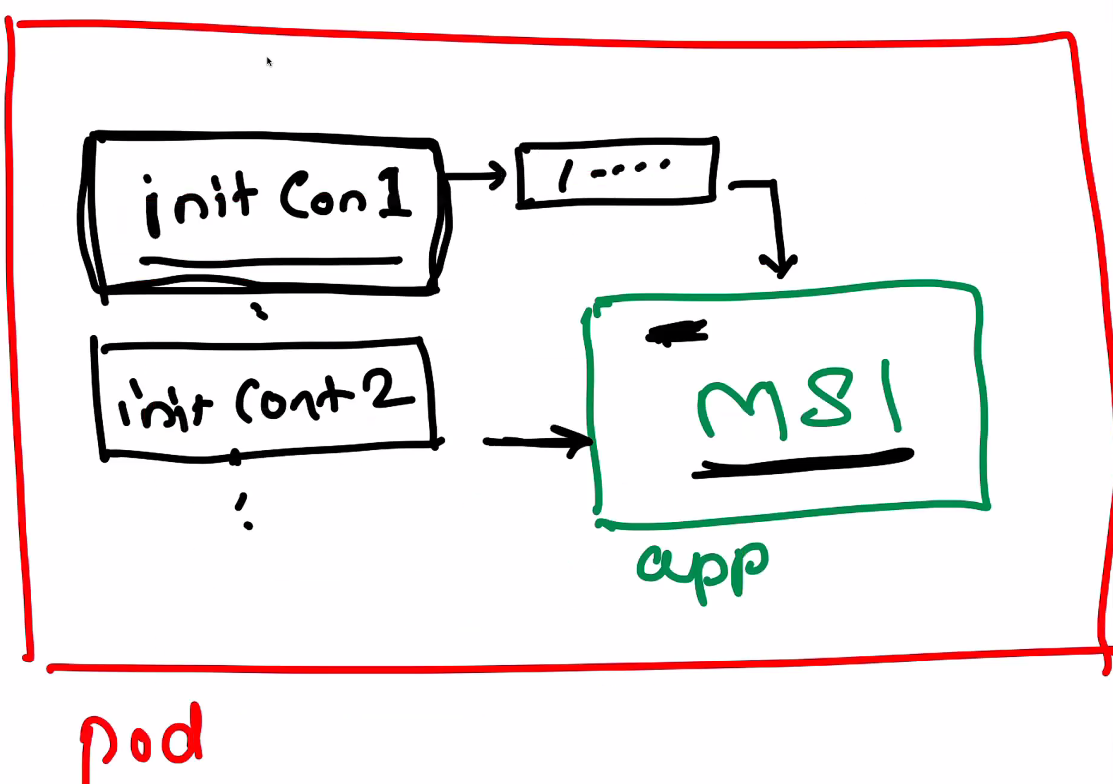 init Con1
1 ....
init Cont2
MS1
app
pod